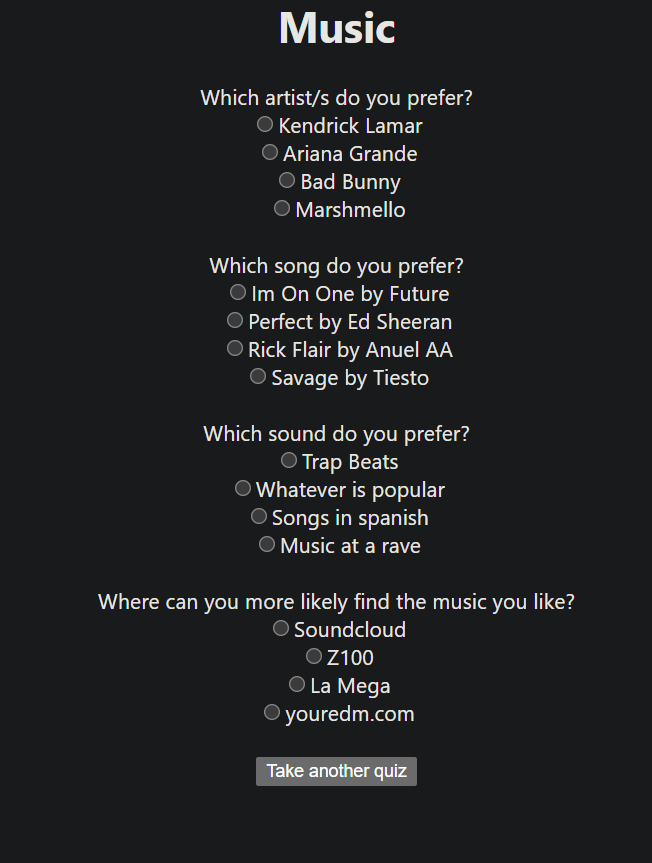 Music
Which artist/s do you prefer?
Kendrick Lamar
Ariana Grande
Bad Bunny
Marshmello
Which song do you prefer?
Im On One by Future
Perfect by Ed Sheeran
Rick Flair by Anuel AA
Savage by Tiesto
Which sound do you prefer?
Trap Beats
Whatever is popular
Songs in spanish
Music at a rave
Where can you more likely find the music you like?
Soundcloud
Z100
La Mega
youredm.com
Take another quiz